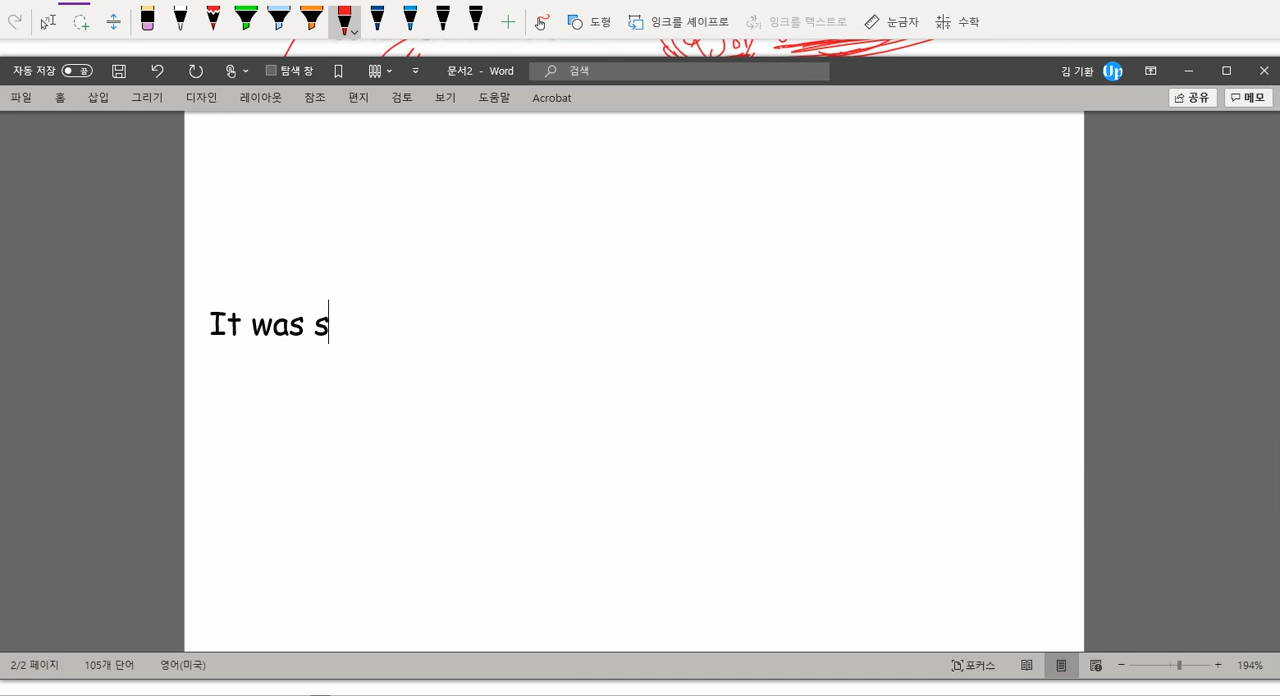 도형 잉크를 셰이프로 잉크를 텍스트로 눈금자 수학
자동 저장 끔 탐색 창 문서2 - Word 검색 김 기환 Up
파일 홈 삽입 그리기 디자인 레이아웃 참조 편지 검토 보기 도움말 Acrobat 공유 메모
It was s
2/2 페이지 105개 단어 영어(미국) 포커스 194%